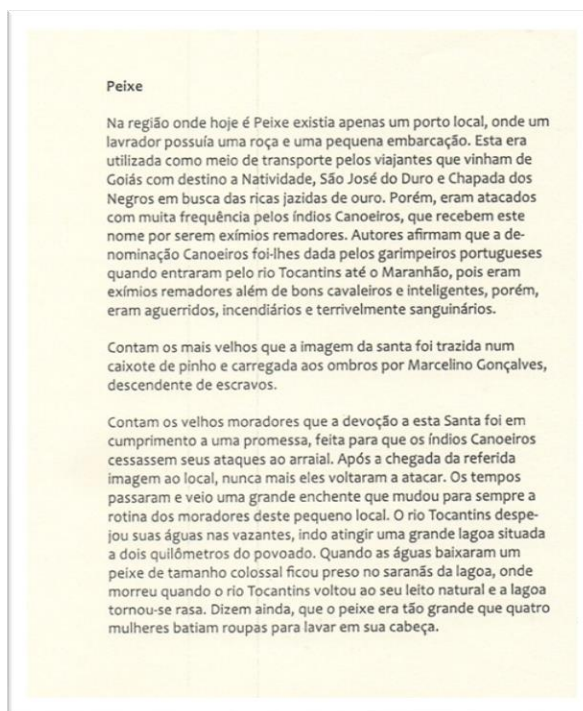 Peixe
Na região onde hoje é Peixe existia apenas um porto local, onde um
lavrador possuía uma roça e uma pequena embarcação. Esta era
utilizada como meio de transporte pelos viajantes que vinham de
Goiás com destino a Natividade, São José do Duro e Chapada dos
Negros em busca das ricas jazidas de ouro. Porém, eram atacados
com muita frequência pelos índios Canoeiros, que recebem este
nome por serem exímios remadores. Autores afirmam que a de-
nominação Canoeiros foi-lhes dada pelos garimpeiros portugueses
quando entraram pelo rio Tocantins até o Maranhão, pois eram
exímios remadores além de bons cavaleiros e inteligentes, porém,
eram aguerridos, incendiários e terrivelmente sanguinários.
Contam os mais velhos que a imagem da santa foi trazida num
caixote de pinho e carregada aos ombros por Marcelino Gonçalves,
descendente de escravos.
Contam os velhos moradores que a devoção a esta Santa foi em
cumprimento a uma promessa, feita para que os índios Canoeiros
cessassem seus ataques ao arraial. Após a chegada da referida
imagem ao local, nunca mais eles voltaram a atacar. Os tempos
passaram e veio uma grande enchente que mudou para sempre a
rotina dos moradores deste pequeno local. O rio Tocantins despe-
jou suas águas nas vazantes, indo atingir uma grande lagoa situada
a dois quilômetros do povoado. Quando as águas baixaram um
peixe de tamanho colossal ficou preso no saranãs da lagoa, onde
morreu quando o rio Tocantins voltou ao seu leito natural e a lagoa
tornou-se rasa. Dizem ainda, que o peixe era tão grande que quatro
mulheres batiam roupas para lavar em sua cabeça.